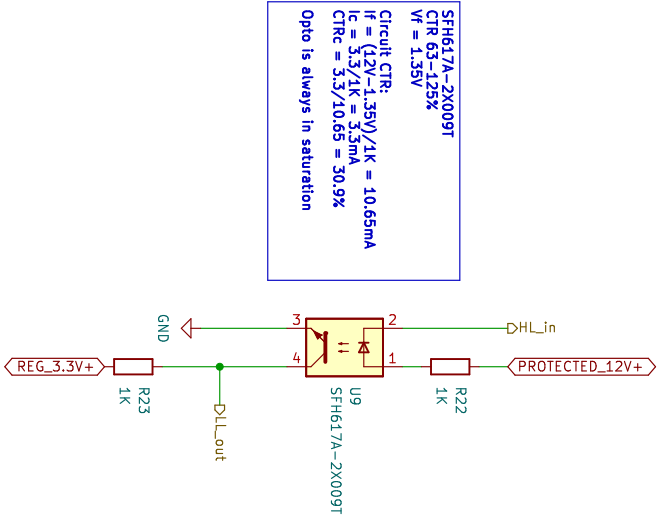 SFH617A-2X009T
CTR 63-125%
Vf = 1.35V
Circuit CTR:
If = (12V-1.35V)/1K = 10.65mA
Ic = 3.3/1K = 3.3mA
CTRc = 3.3/10.65 = 30.9%
Opto is always in saturation
GND
3
2
HL_in
REG_3.3V+
4
1
PROTECTED_12V+
R23
1K
LL_out
U9
SFH617A-2X009T
R22
1K